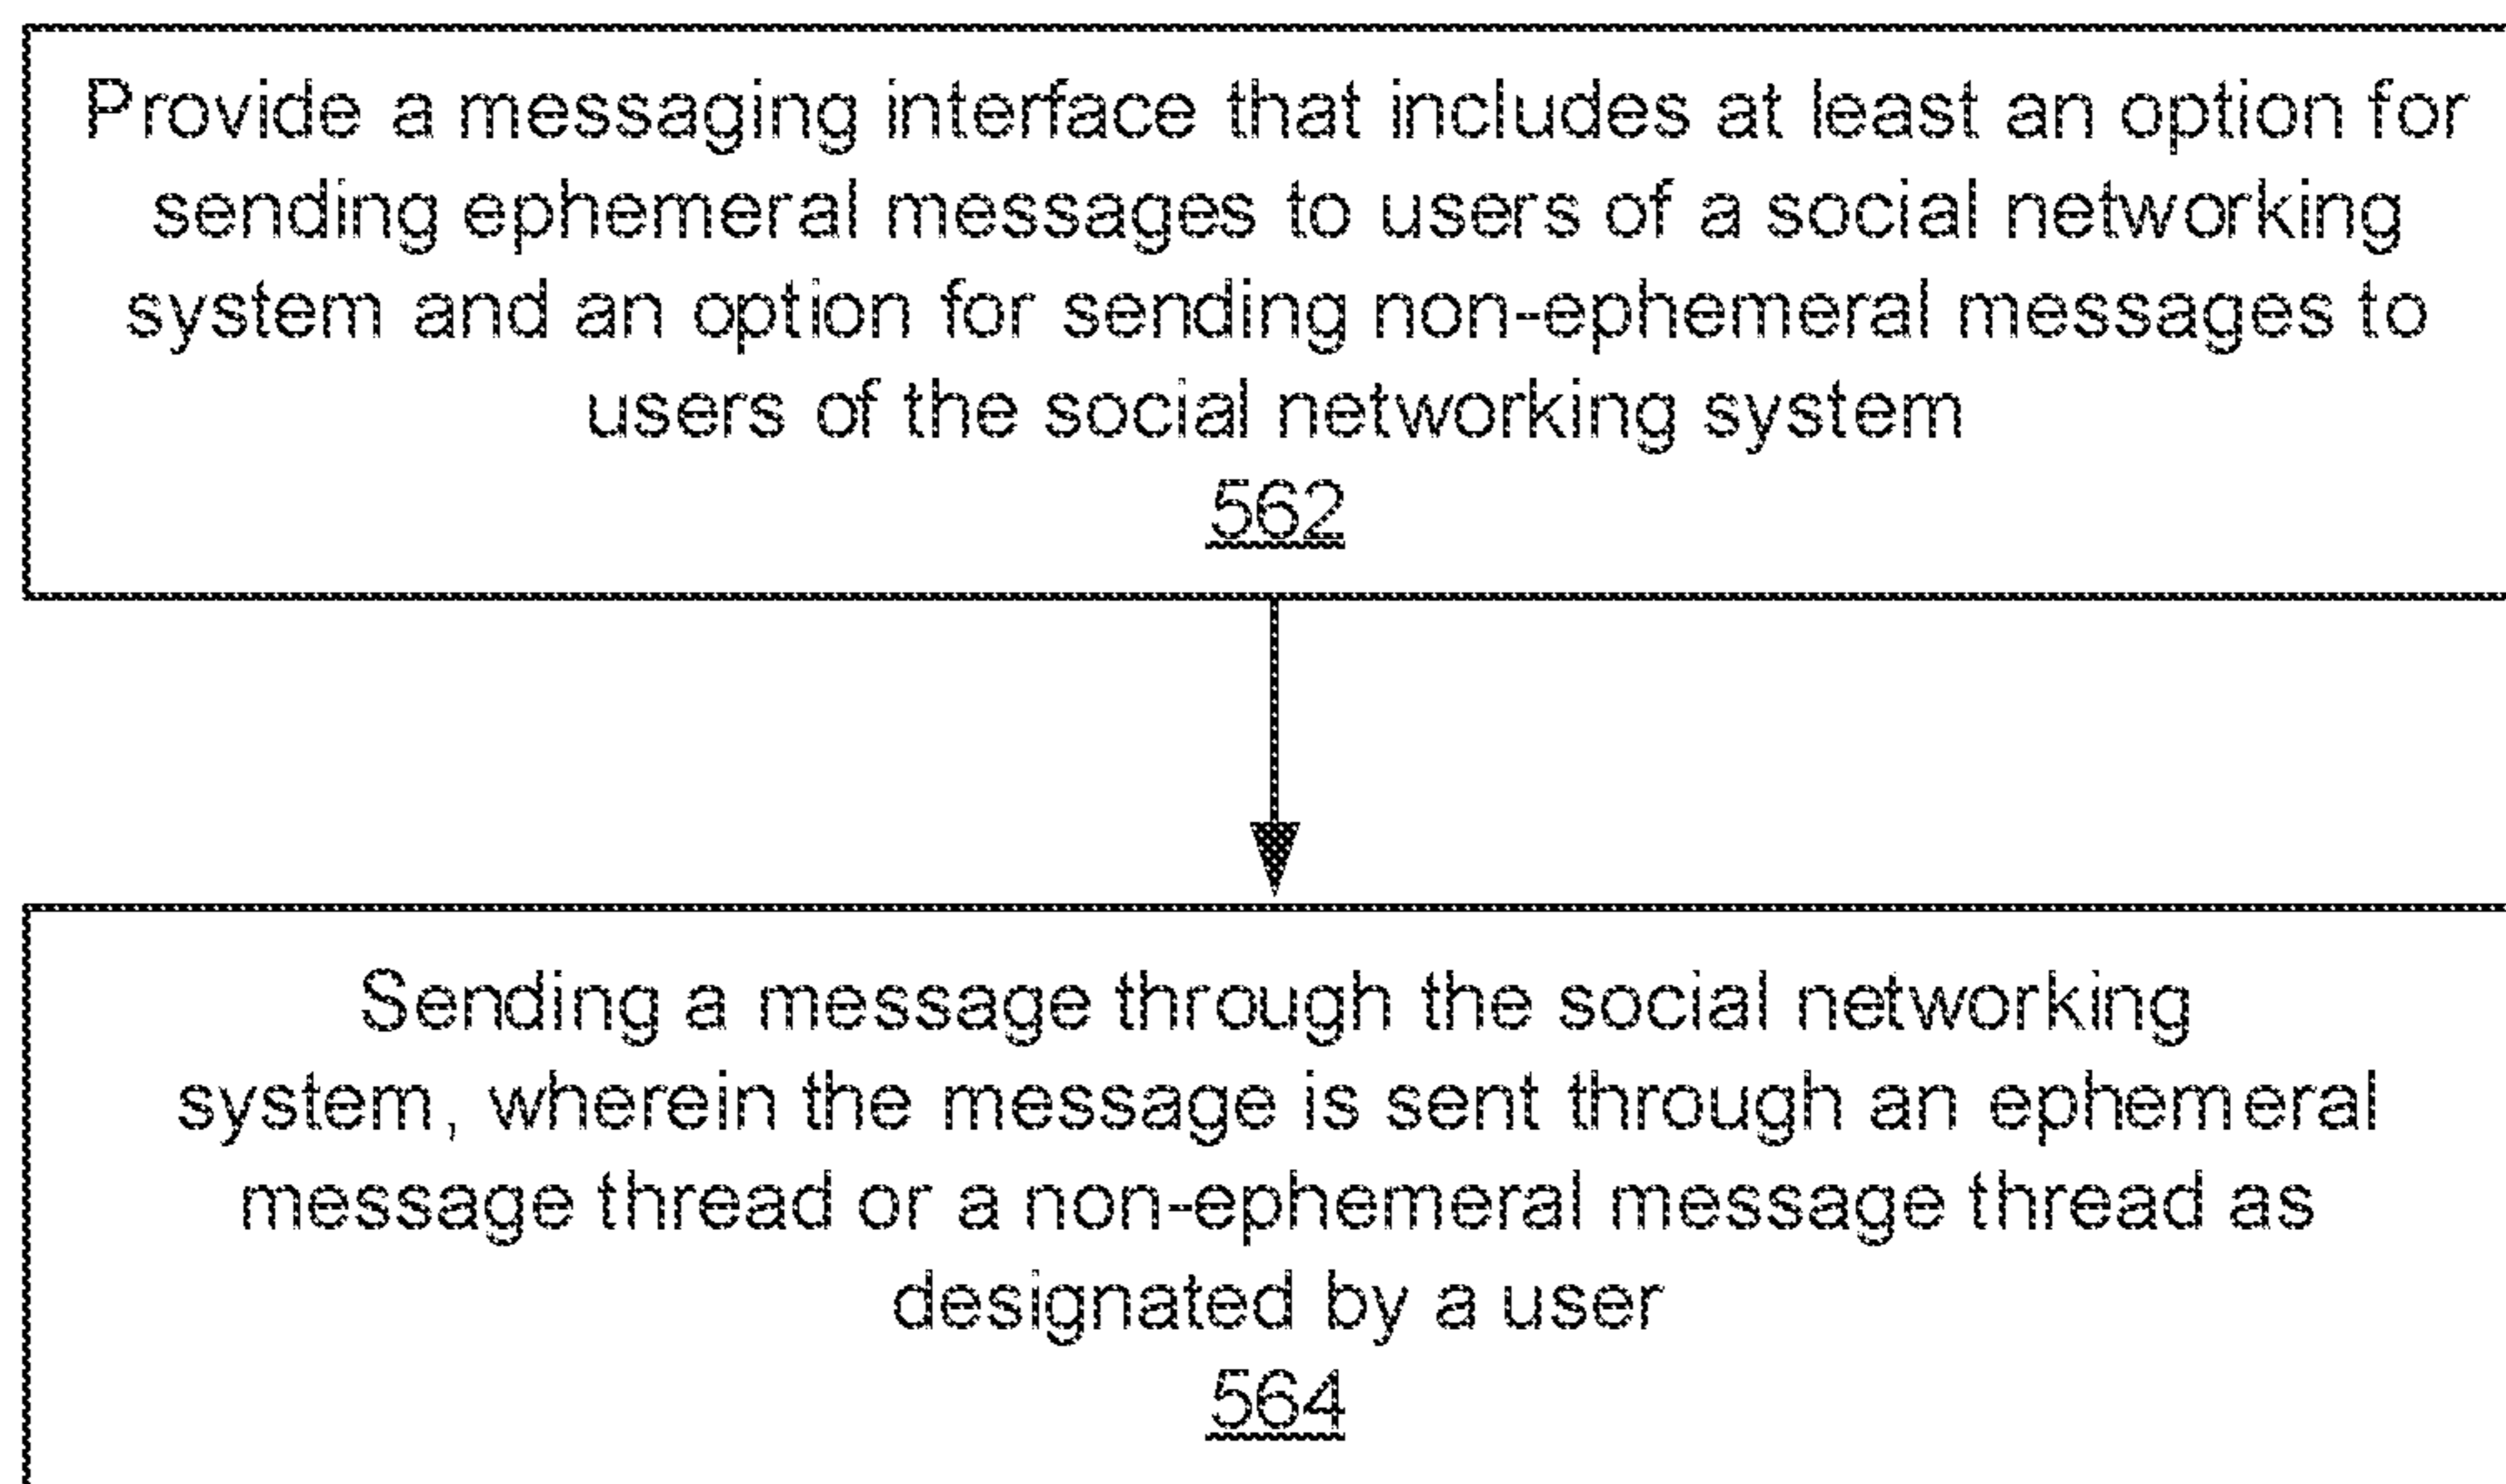 Provide a messaging interface that includes at least an option for
sending ephemeral messages to users of a social networking
system and an option for sending non-ephemeral messages to
users of the social networking system
562
Sending a message through the social networking
system, wherein the message is sent through an ephemeral
message thread or a non-ephemeral message thread as
designated by a user
564